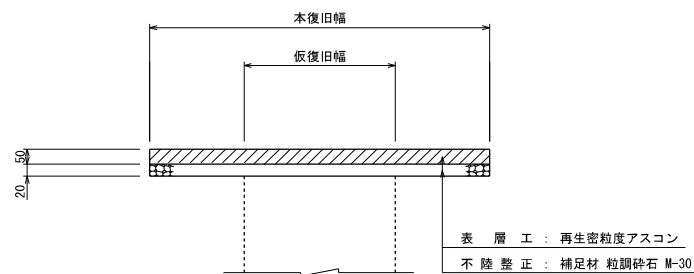 本復旧幅
仮復旧幅
50
20
表 層 工 : 再生密粒度アスコン
不 陸 整 正 : 補足材 粒調砕石 M-30